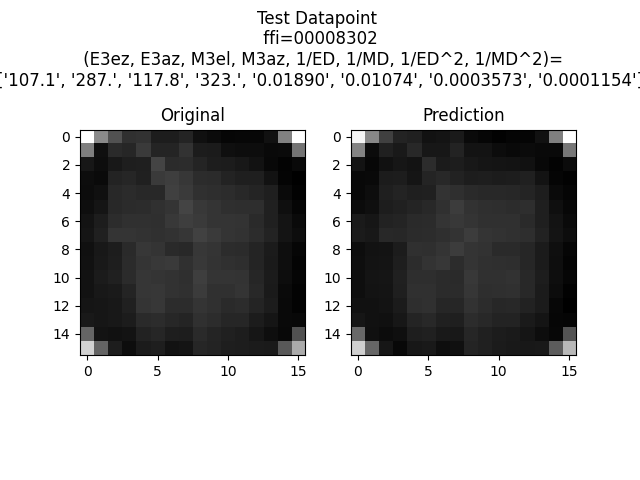 Test Datapoint
ffi=00008302
(E3ez, E3az, M3el, M3az, 1/ED, 1/MD, 1/ED^2, 1/MD^2)=
['107.1', '287.', '117.8', '323.', '0.01890', '0.01074', '0.0003573', '0.0001154']
Original Prediction
0 0
2 2
4 4
6 6
8 8
10 10
12 12
14 14
0 5 10 15 0 5 10 15